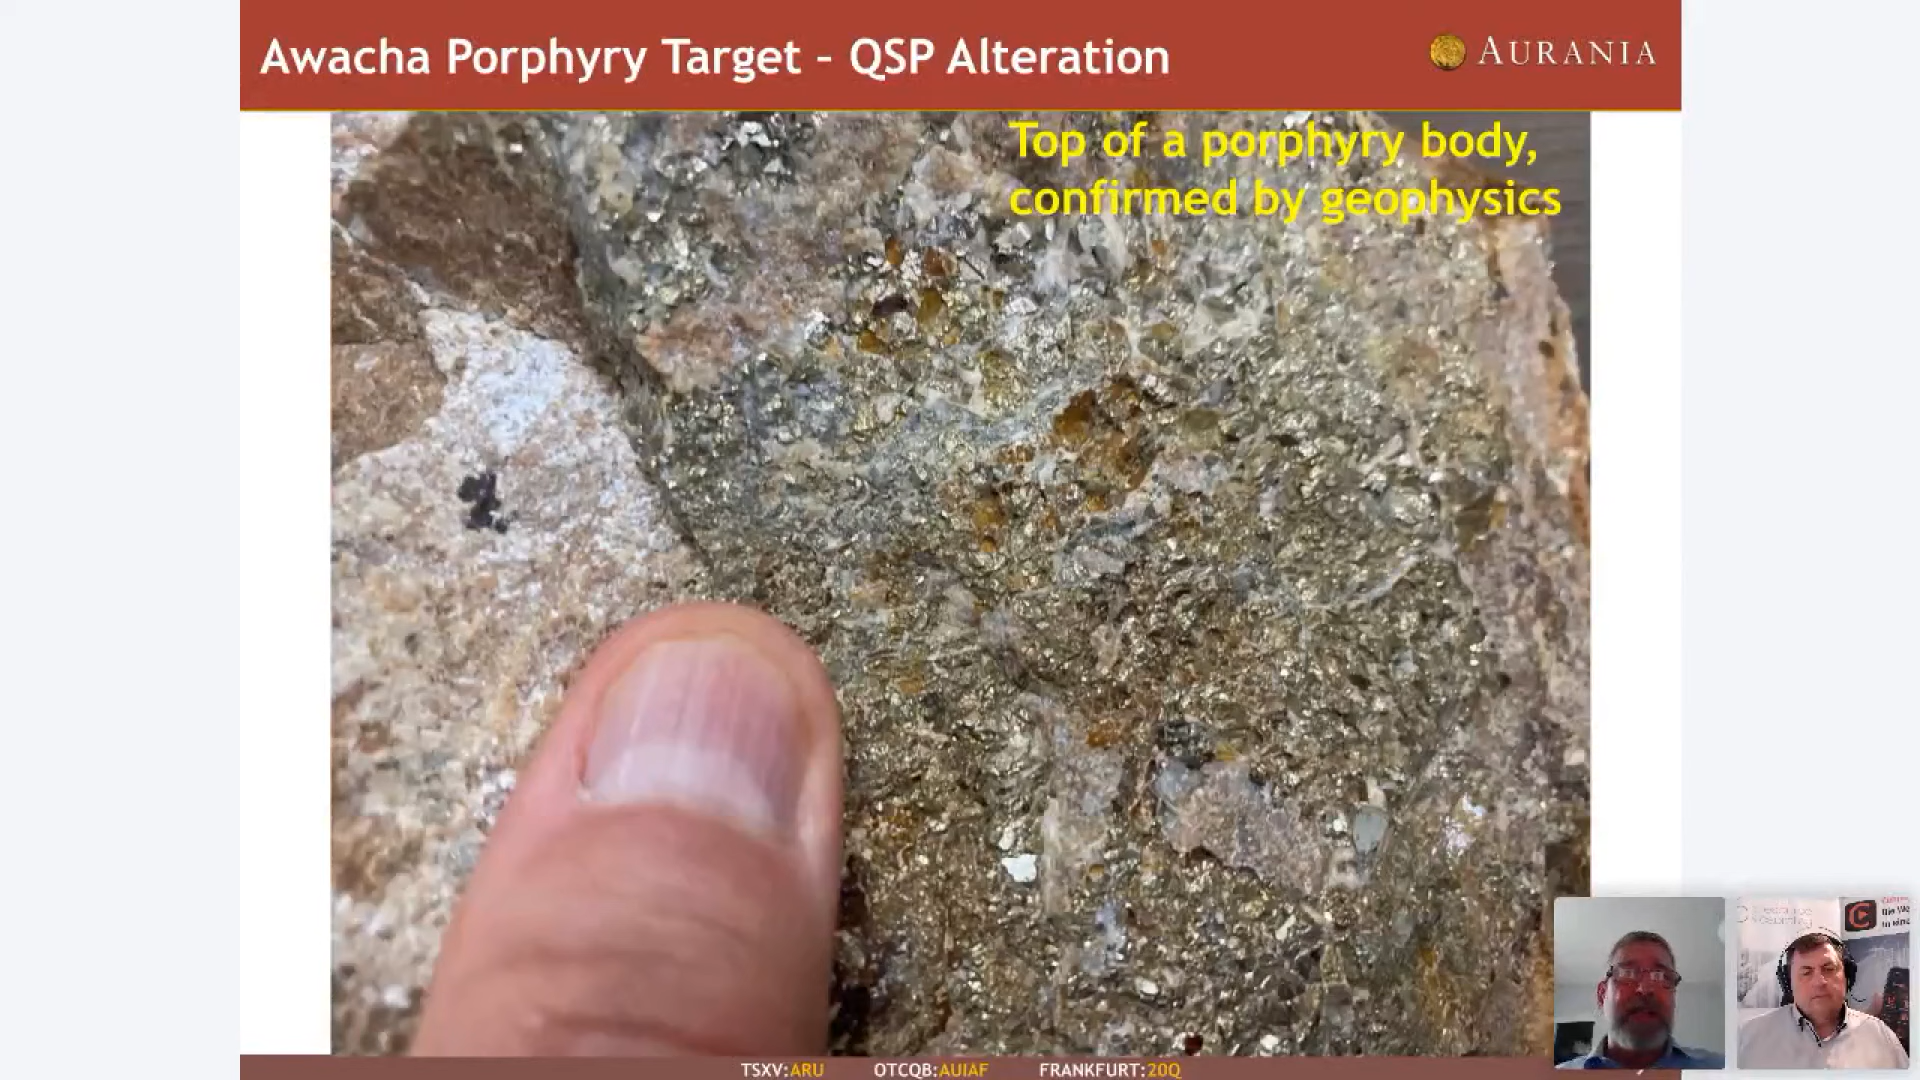 Awacha Porphyry Target – QSP Alteration
AURANIA
Top of a porphyry body,
confirmed by geophysics
TSXV:ARU OTCQB:AUIAF FRANKFURT:20Q